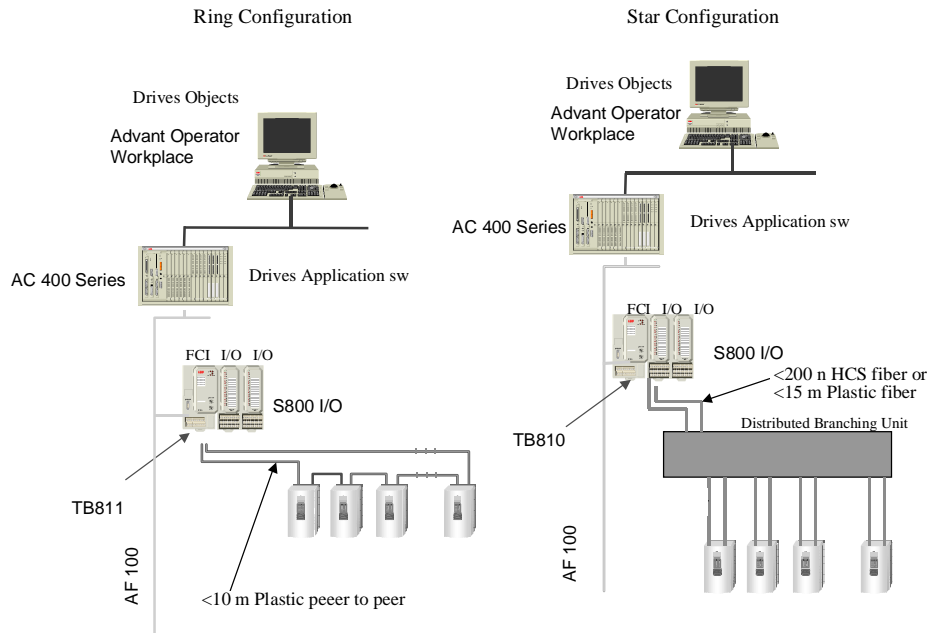 Ring Configuration
Drives Objects
Advant Operator
Workplace
AC 400 Series
Drives Application sw
FCI I/O I/O
S800 I/O
TB811
AF 100
<10 m Plastic peeer to peer
Star Configuration
Drives Objects
Advant Operator
Workplace
AC 400 Series
Drives Application sw
FCI I/O I/O
S800 I/O
<200 n HCS fiber or
<15 m Plastic fiber
TB810
Distributed Branching Unit
AF 100